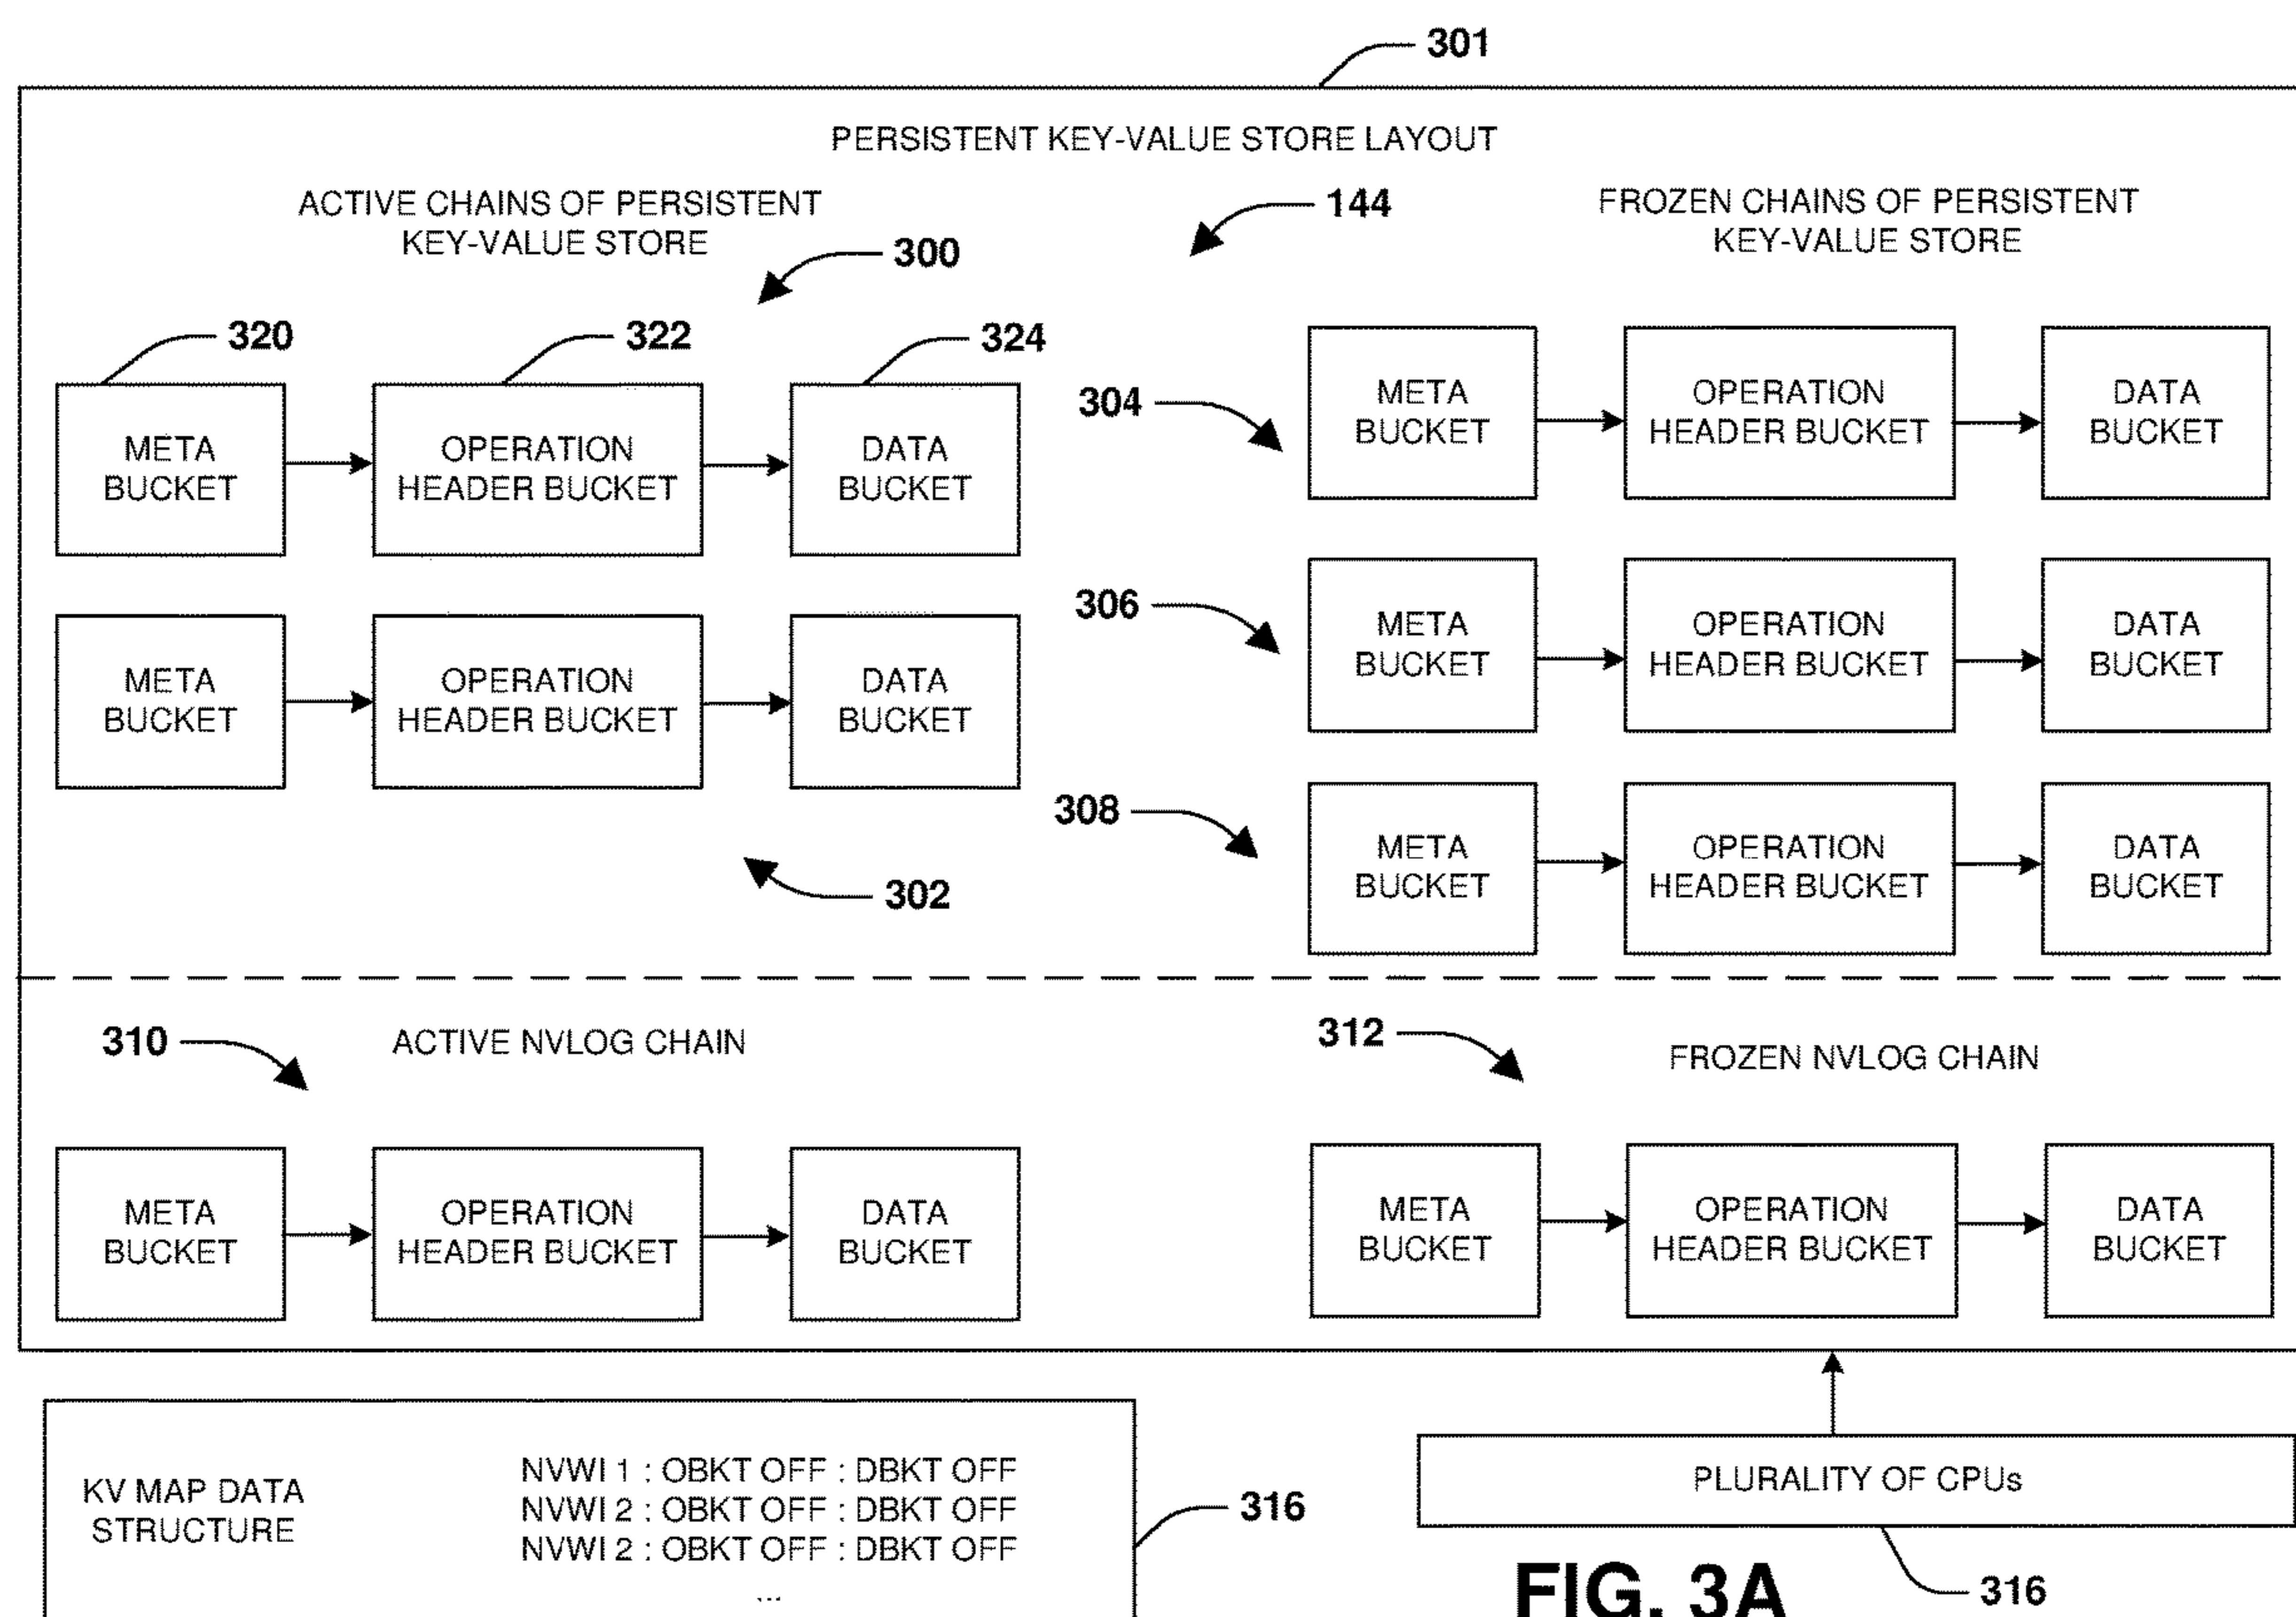 301
PERSISTENT KEY-VALUE STORE LAYOUT
ACTIVE CHAINS OF PERSISTENT
KEY-VALUE STORE
144
FROZEN CHAINS OF PERSISTENT
KEY-VALUE STORE
300
320
322
324
META
BUCKET
OPERATION
HEADER BUCKET
DATA
BUCKET
304
META
BUCKET
OPERATION
HEADER BUCKET
DATA
BUCKET
META
BUCKET
OPERATION
HEADER BUCKET
DATA
BUCKET
306
META
BUCKET
OPERATION
HEADER BUCKET
DATA
BUCKET
302
308
META
BUCKET
OPERATION
HEADER BUCKET
DATA
BUCKET
310
ACTIVE NVLOG CHAIN
312
FROZEN NVLOG CHAIN
META
BUCKET
OPERATION
HEADER BUCKET
DATA
BUCKET
META
BUCKET
OPERATION
HEADER BUCKET
DATA
BUCKET
KV MAP DATA
STRUCTURE
NVWI 1 : OBKT OFF : DBKT OFF
NVWI 2 : OBKT OFF : DBKT OFF
NVWI 2 : OBKT OFF : DBKT OFF
...
316
PLURALITY OF CPUs
316
FIG. 3A